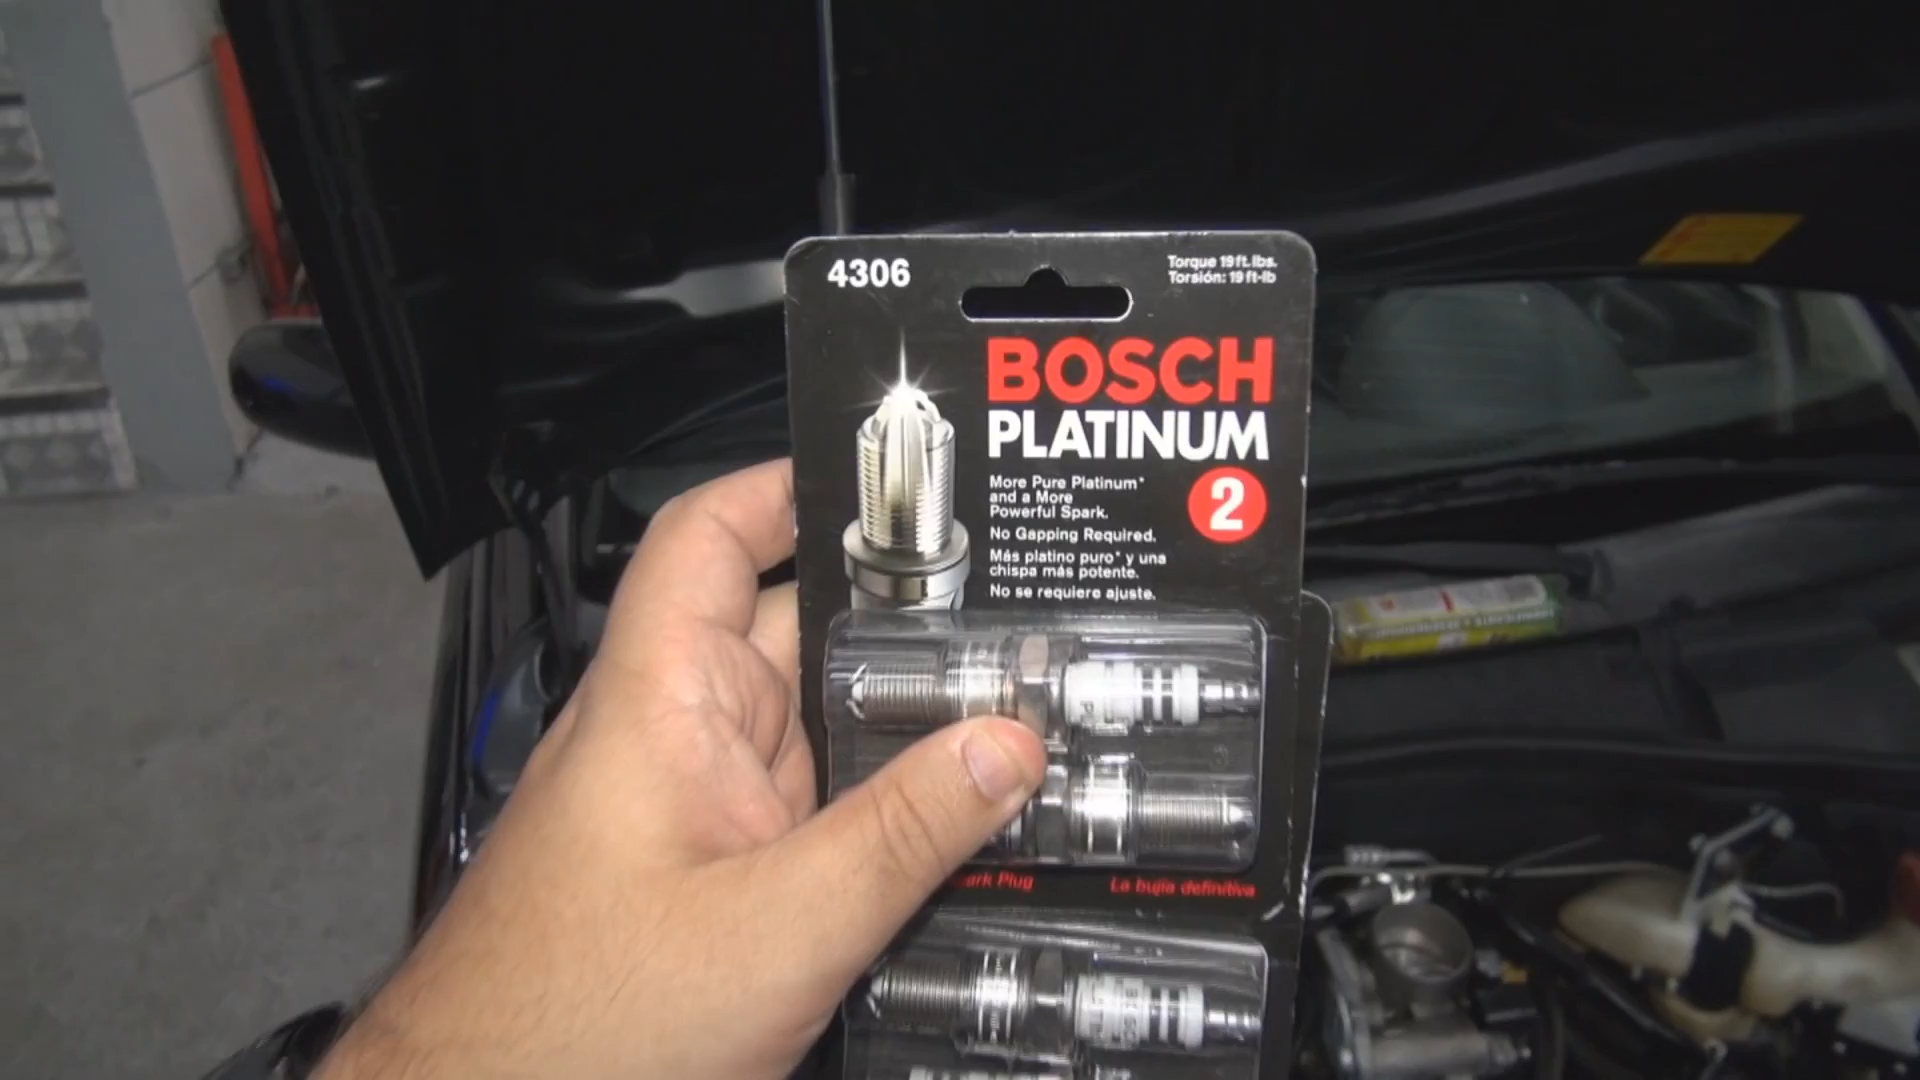 4306
Torque 19 ft. lbs.
Torsión: 19 ft-lb
BOSCH
PLATINUM
2
More Pure Platinum*
and a More
Powerful Spark.
No Gapping Required.
Más platino puro* y una
chispa más potente.
No se requiere ajuste.
Plug
La bujía definitiva